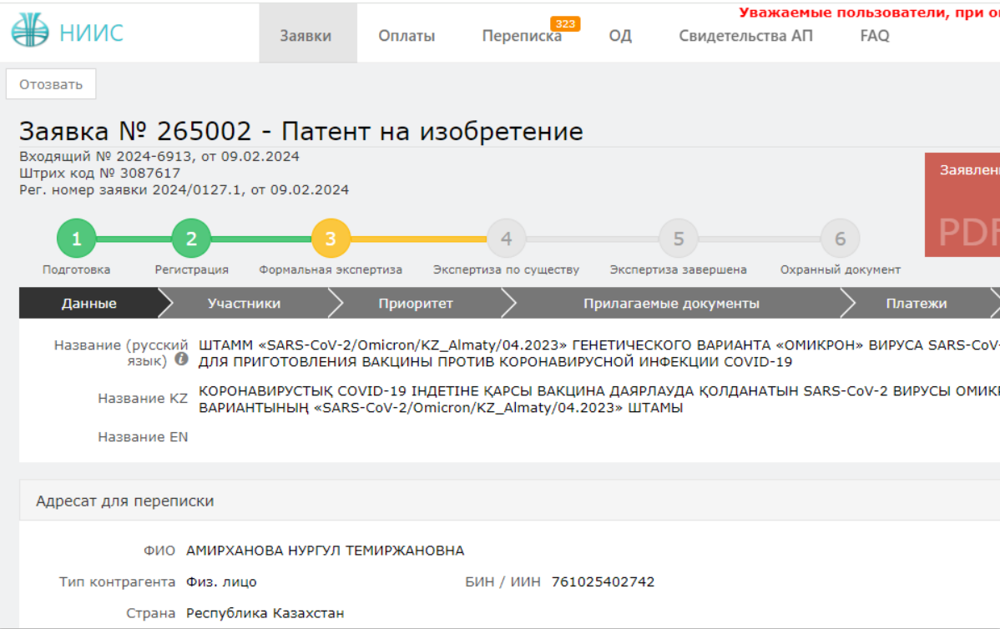 Уважаемые пользователи, при
НИИС
Заявки Оплаты Переписка 323 ОД Свидетельства АП FAQ
Отозвать
Заявка № 265002 - Патент на изобретение
Входящий № 2024-6913, от 09.02.2024
Штрих код № 3087617
Рег. номер заявки 2024/0127.1, от 09.02.2024
Заявлен
PDF
1 2 3 4 5 6
Подготовка Регистрация Формальная экспертиза Экспертиза по существу Экспертиза завершена Охранный документ
Данные Участники Приоритет Прилагаемые документы Платежи
Название (русский язык) ШТАММ «SARS-CoV-2/Omicron/KZ_Almaty/04.2023» ГЕНЕТИЧЕСКОГО ВАРИАНТА «ОМИКРОН» ВИРУСА SARS-CoV-
ДЛЯ ПРИГОТОВЛЕНИЯ ВАКЦИНЫ ПРОТИВ КОРОНАВИРУСНОЙ ИНФЕКЦИИ COVID-19
Название KZ КОРОНАВИРУСТЫҚ COVID-19 ІНДЕТІНЕ ҚАРСЫ ВАКЦИНА ДАЯРЛАУДА ҚОЛДАНАТЫН SARS-CoV-2 ВИРУСЫ ОМИК
ВАРИАНТЫНЫҢ «SARS-CoV-2/Omicron/KZ_Almaty/04.2023» ШТАМЫ
Название EN
Адресат для переписки
ФИО АМИРХАНОВА НУРГУЛ ТЕМИРЖАНОВНА
Тип контрагента Физ. лицо БИН / ИИН 761025402742
Страна Республика Казахстан